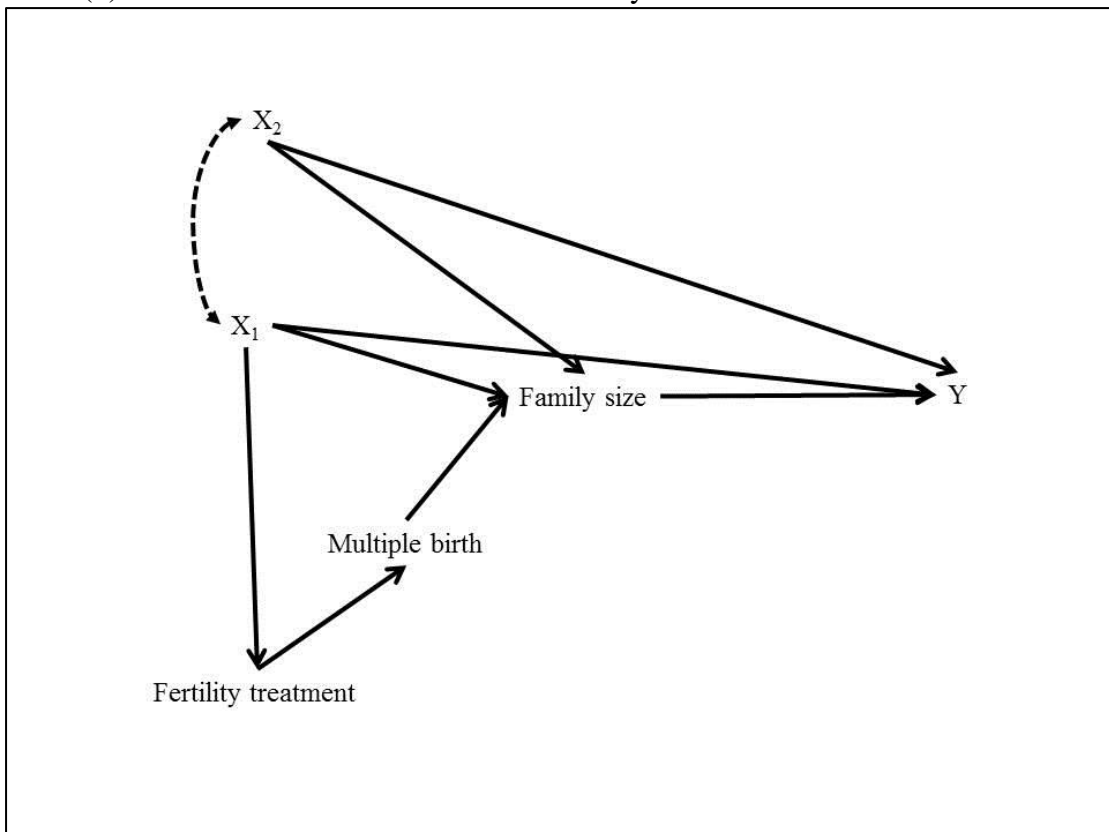 X₂
X₁
Family size
Y
Multiple birth
Fertility treatment